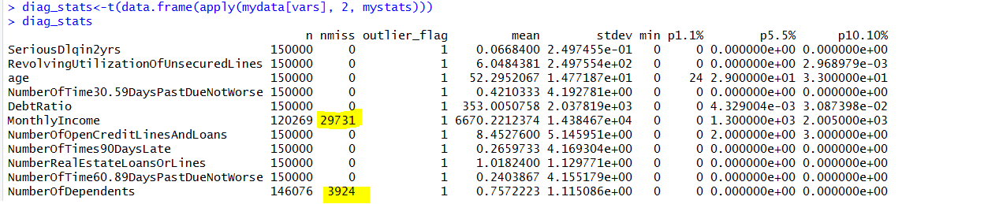 > diag_stats<-t(data.frame(apply(mydata[vars], 2, mystats)))
> diag_stats
n nmiss outlier_flag mean stdev min p1.1% p5.5% p10.10%
SeriousDlqin2yrs 150000 0 1 0.0668400 2.497455e-01 0 0 0.000000e+00 0.000000e+00
RevolvingUtilizationOfUnsecuredLines 150000 0 1 6.0484381 2.497554e+02 0 0 0.000000e+00 2.968979e-03
age 150000 0 1 52.2952067 1.477187e+01 0 24 2.900000e+01 3.300000e+01
NumberOfTime30.59DaysPastDueNotWorse 150000 0 1 0.4210333 4.192781e+00 0 0 0.000000e+00 0.000000e+00
DebtRatio 150000 0 1 353.0050758 2.037819e+03 0 0 4.329004e-03 3.087398e-02
MonthlyIncome 120269 29731 1 6670.2212374 1.438467e+04 0 0 1.300000e+03 2.005000e+03
NumberOfOpenCreditLinesAndLoans 150000 0 1 8.4527600 5.145951e+00 0 0 2.000000e+00 3.000000e+00
NumberOfTimes90DaysLate 150000 0 1 0.2659733 4.169304e+00 0 0 0.000000e+00 0.000000e+00
NumberRealEstateLoansOrLines 150000 0 1 1.0182400 1.129771e+00 0 0 0.000000e+00 0.000000e+00
NumberOfTime60.89DaysPastDueNotWorse 150000 0 1 0.2403867 4.155179e+00 0 0 0.000000e+00 0.000000e+00
NumberOfDependents 146076 3924 1 0.7572223 1.115086e+00 0 0 0.000000e+00 0.000000e+00